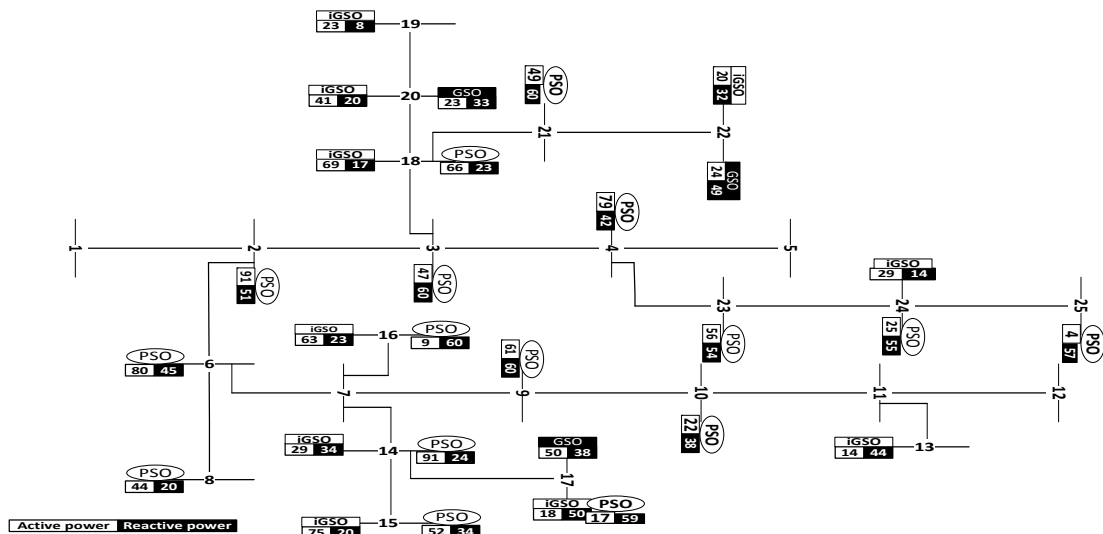 iGSO
23 8
19
iGSO
41 20
20
GSO
23 33
PSO
49 60
21
iGSO
20 32
22
GSO
24 49
iGSO
69 17
18
PSO
66 23
PSO
79 42
1
2
3
4
5
PSO
91 51
PSO
47 60
iGSO
29 14
23
24
25
PSO
56 54
PSO
25 55
PSO
4 57
iGSO
63 23
16
PSO
9 60
PSO
61 60
PSO
80 45
6
7
9
10
11
12
PSO
22 38
iGSO
29 34
14
PSO
91 24
GSO
50 38
iGSO
14 44
13
PSO
44 20
8
17
iGSO
18 50
PSO
17 59
iGSO
75 20
15
PSO
52 34
Active power Reactive power